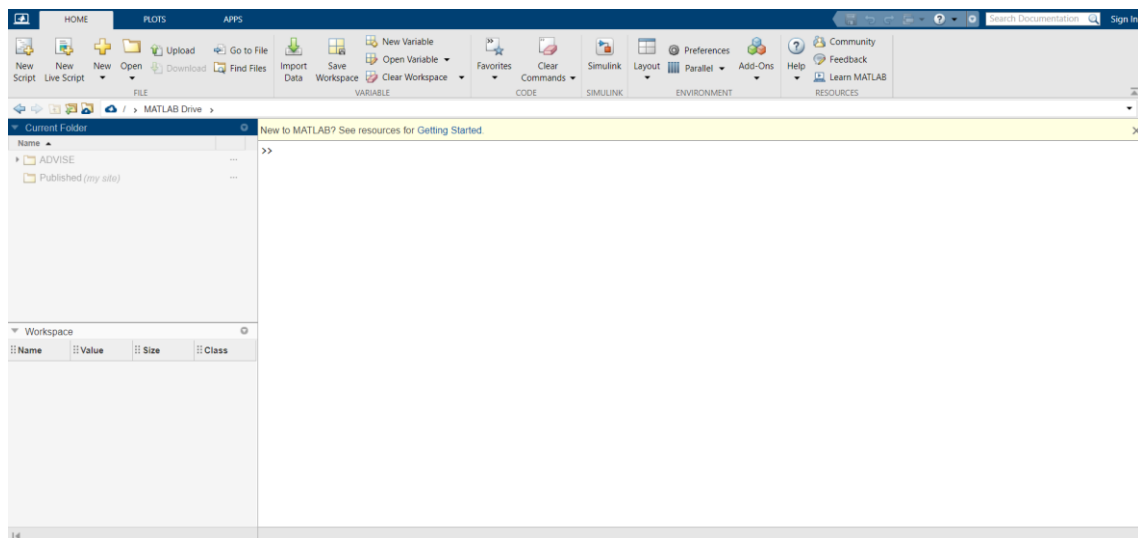 HOME PLOTS APPS Search Documentation Sign In
New Script
New Live Script
New
Open
Upload
Download
Go to File
Find Files
FILE
Import Data
Save Workspace
New Variable
Open Variable
Clear Workspace
VARIABLE
Favorites
Clear Commands
CODE
Simulink
SIMULINK
Layout
Preferences
Parallel
Add-Ons
ENVIRONMENT
Help
Community
Feedback
Learn MATLAB
RESOURCES
/ › MATLAB Drive ›
Current Folder
Name
ADVISE ...
Published (my site) ...
New to MATLAB? See resources for Getting Started.
>>
Workspace
Name Value Size Class